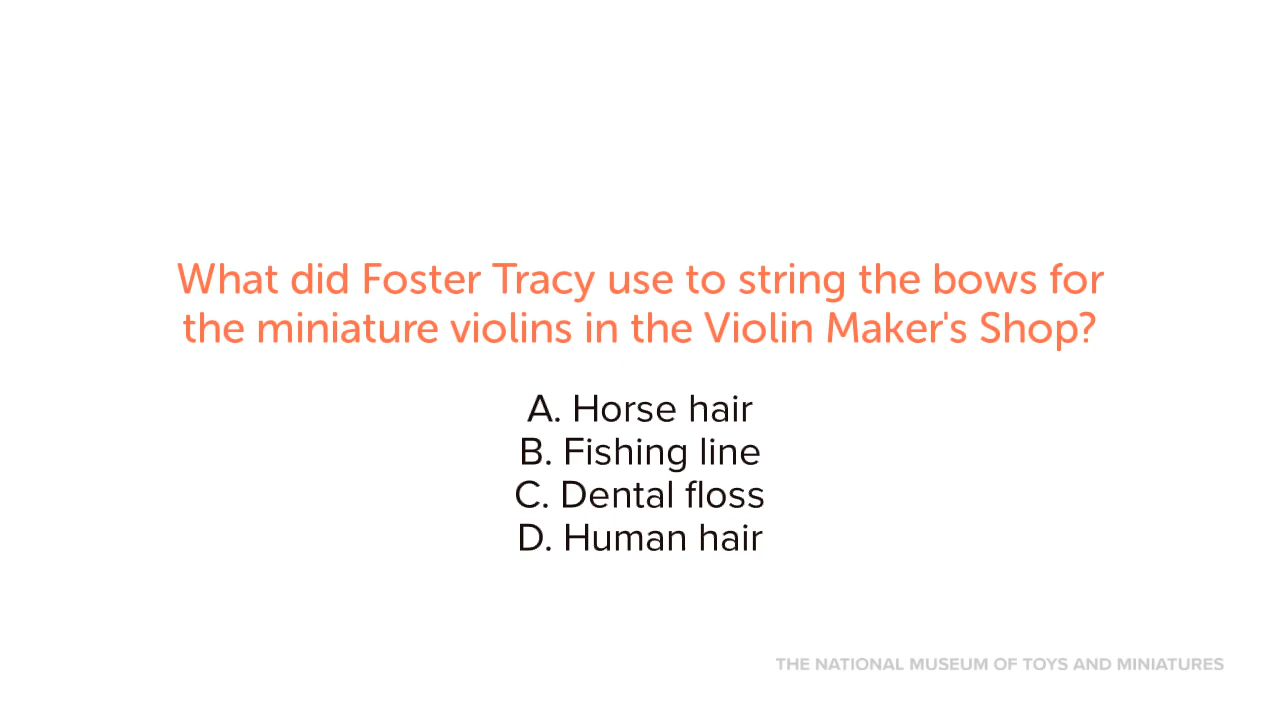 What did Foster Tracy use to string the bows for
the miniature violins in the Violin Maker's Shop?
A. Horse hair
B. Fishing line
C. Dental floss
D. Human hair
THE NATIONAL MUSEUM OF TOYS AND MINIATURES